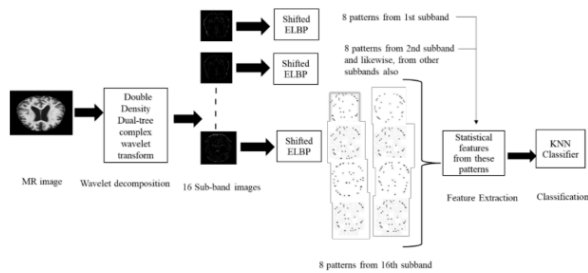 Shifted
ELBP
8 patterns from 1st subband
8 patterns from 2nd subband
and likewise, from other
subbands also
Shifted
ELBP
Double
Density
Dual-tree
complex
wavelet
transform
Shifted
ELBP
Statistical
features
from these
patterns
KNN
Classifier
MR image
Wavelet decomposition
16 Sub-band images
Feature Extraction
Classification
8 patterns from 16th subband